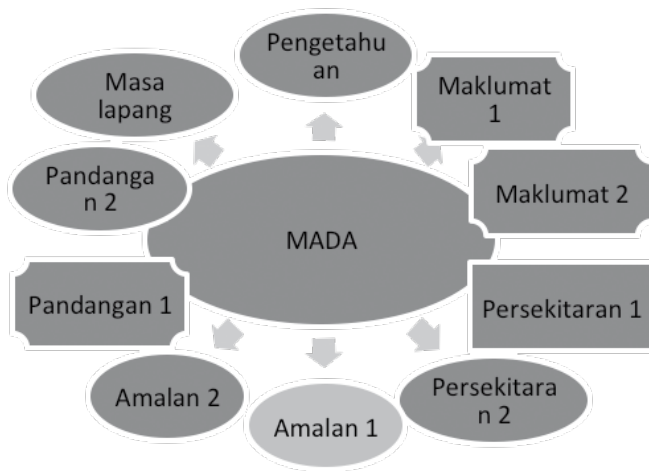 Pengetahu
an
Masa
lapang
Maklumat
1
Pandanga
n 2
Maklumat 2
MADA
Pandangan 1
Persekitaran 1
Amalan 2
Persekitara
n 2
Amalan 1